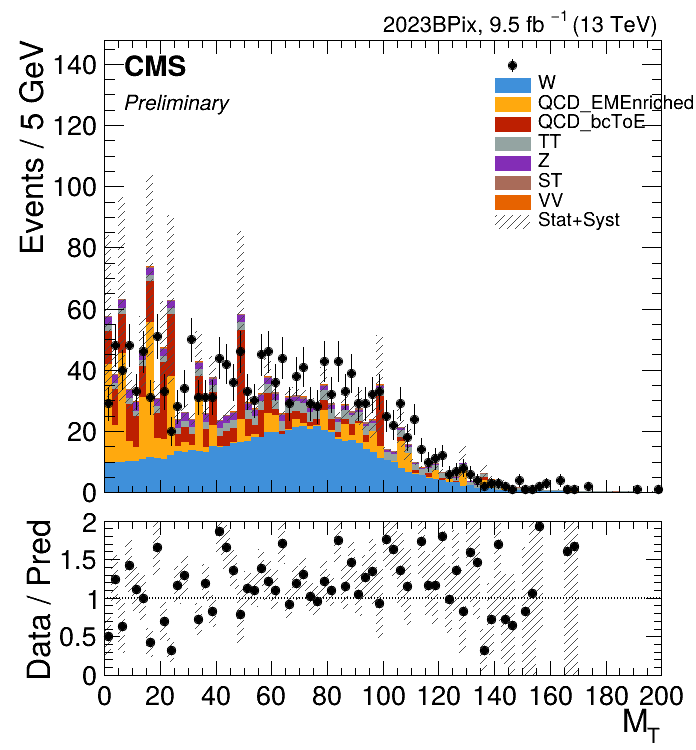 2023BPix, 9.5 fb⁻¹ (13 TeV)
CMS
Preliminary
W
QCD_EMEnriched
QCD_bcToE
TT
Z
ST
VV
Stat+Syst
Events / 5 GeV
140
120
100
80
60
40
20
0
Data / Pred
2
1.5
1
0.5
0
0 20 40 60 80 100 120 140 160 180 200
M_T